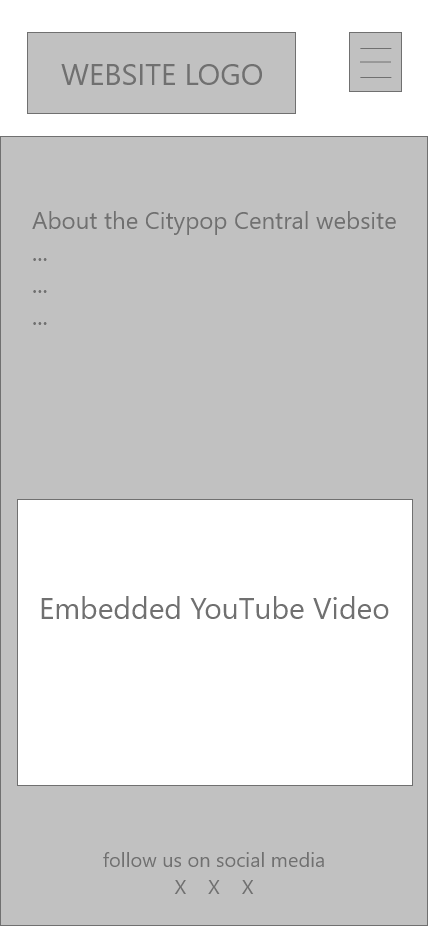 WEBSITE LOGO
About the Citypop Central website
...
...
...
Embedded YouTube Video
follow us on social media
X X X